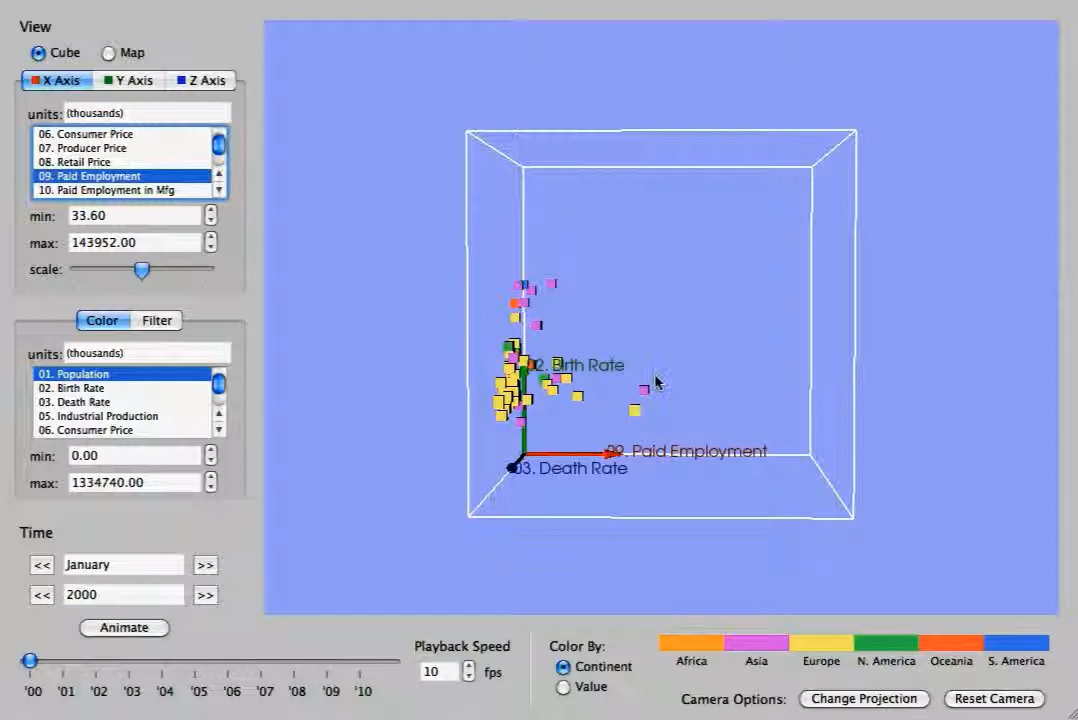 View
Cube
Map
X Axis
Y Axis
Z Axis
units: (thousands)
06. Consumer Price
07. Producer Price
08. Retail Price
09. Paid Employment
10. Paid Employment in Mfg
min: 33.60
max: 143952.00
scale:
Color
Filter
units: (thousands)
01. Population
02. Birth Rate
03. Death Rate
05. Industrial Production
06. Consumer Price
min: 0.00
max: 1334740.00
Time
<< January >>
<< 2000 >>
Animate
'00 '01 '02 '03 '04 '05 '06 '07 '08 '09 '10
02. Birth Rate
09. Paid Employment
03. Death Rate
Playback Speed
10 fps
Color By:
Continent
Value
Africa Asia Europe N. America Oceania S. America
Camera Options: Change Projection Reset Camera